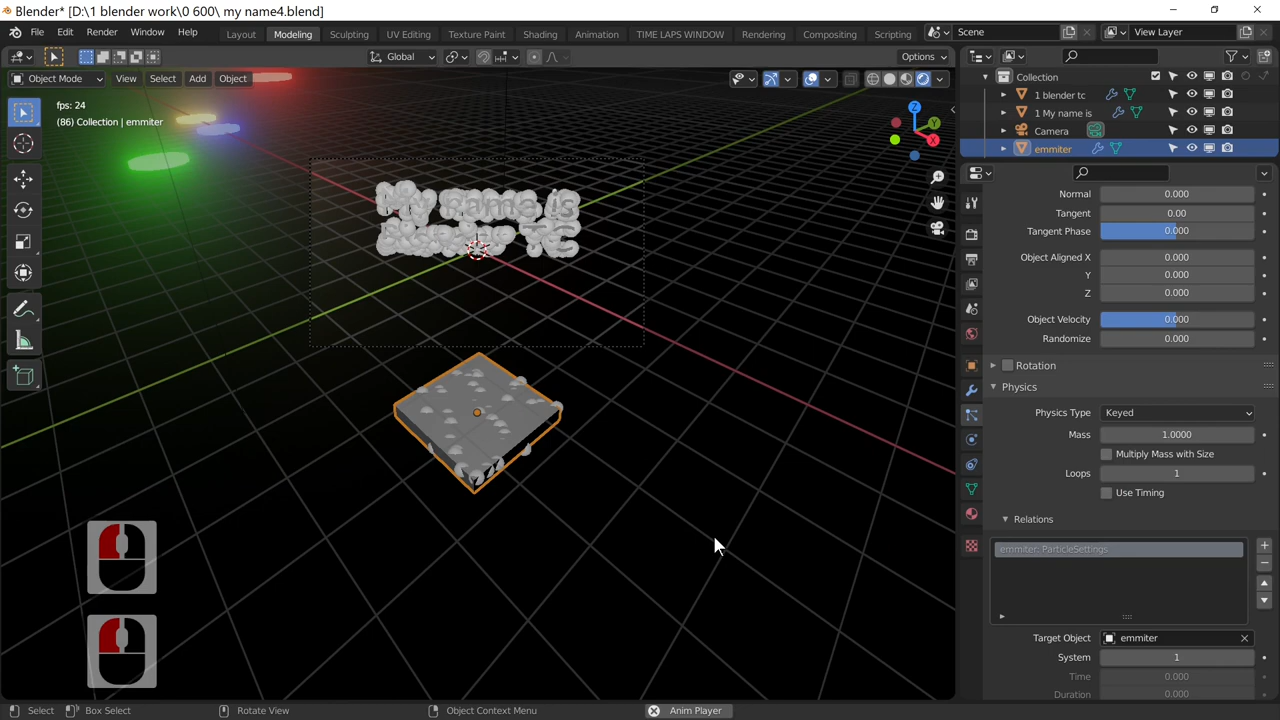 Blender* [D:\1 blender work\0 600\ my name4.blend]
File Edit Render Window Help
Layout Modeling Sculpting UV Editing Texture Paint Shading Animation TIME LAPS WINDOW Rendering Compositing Scripting
Scene
View Layer
Global
Options
Object Mode View Select Add Object
fps: 24
(86) Collection | emmiter
My name is
Z
Y
X
Collection
1 blender tc
1 My name is
Camera
emmiter
Normal 0.000
Tangent 0.00
Tangent Phase 0.000
Object Aligned X 0.000
Y 0.000
Z 0.000
Object Velocity 0.000
Randomize 0.000
Rotation
Physics
Physics Type Keyed
Mass 1.0000
Multiply Mass with Size
Loops 1
Use Timing
Relations
emmiter: ParticleSettings
Target Object emmiter
System 1
Time 0.000
Duration 0.000
Select Box Select Rotate View Object Context Menu Anim Player